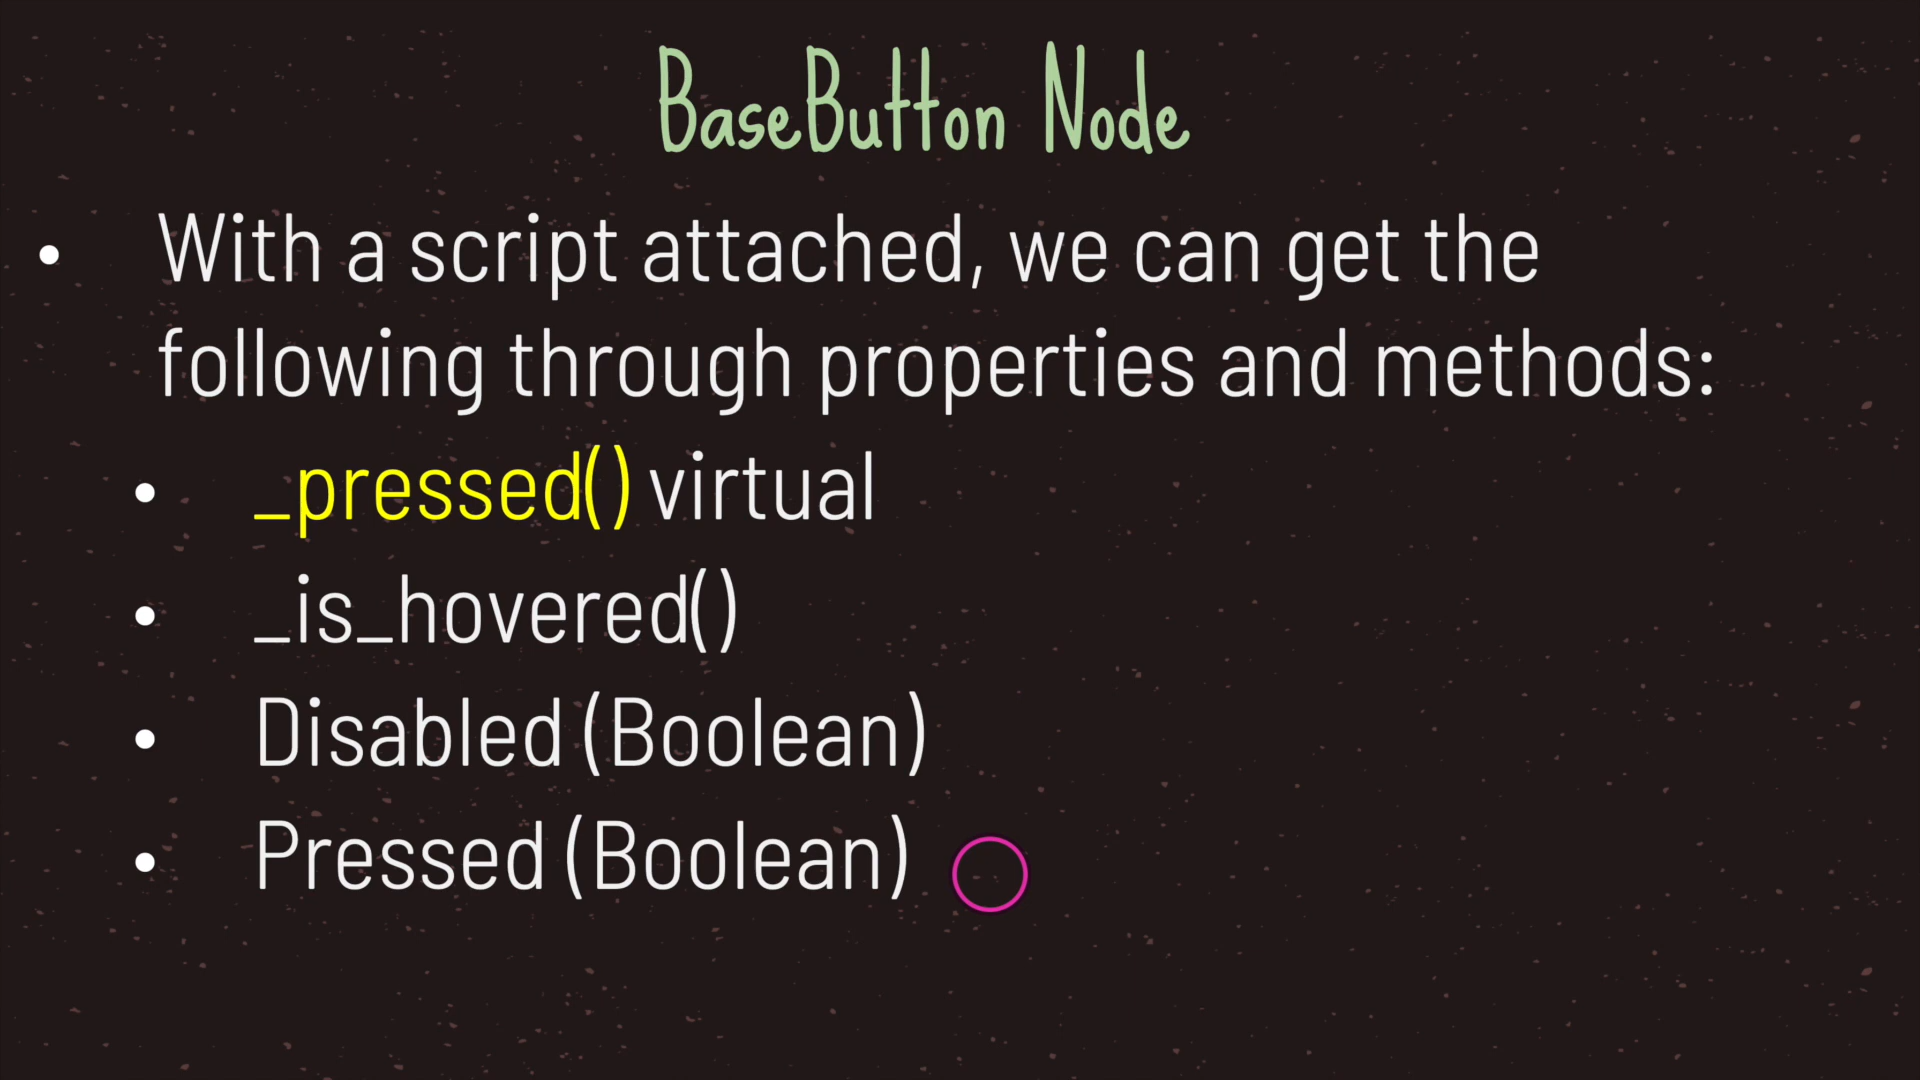 BaseButton Node
• With a script attached, we can get the
following through properties and methods:
• _pressed() virtual
• _is_hovered()
• Disabled (Boolean)
• Pressed (Boolean)